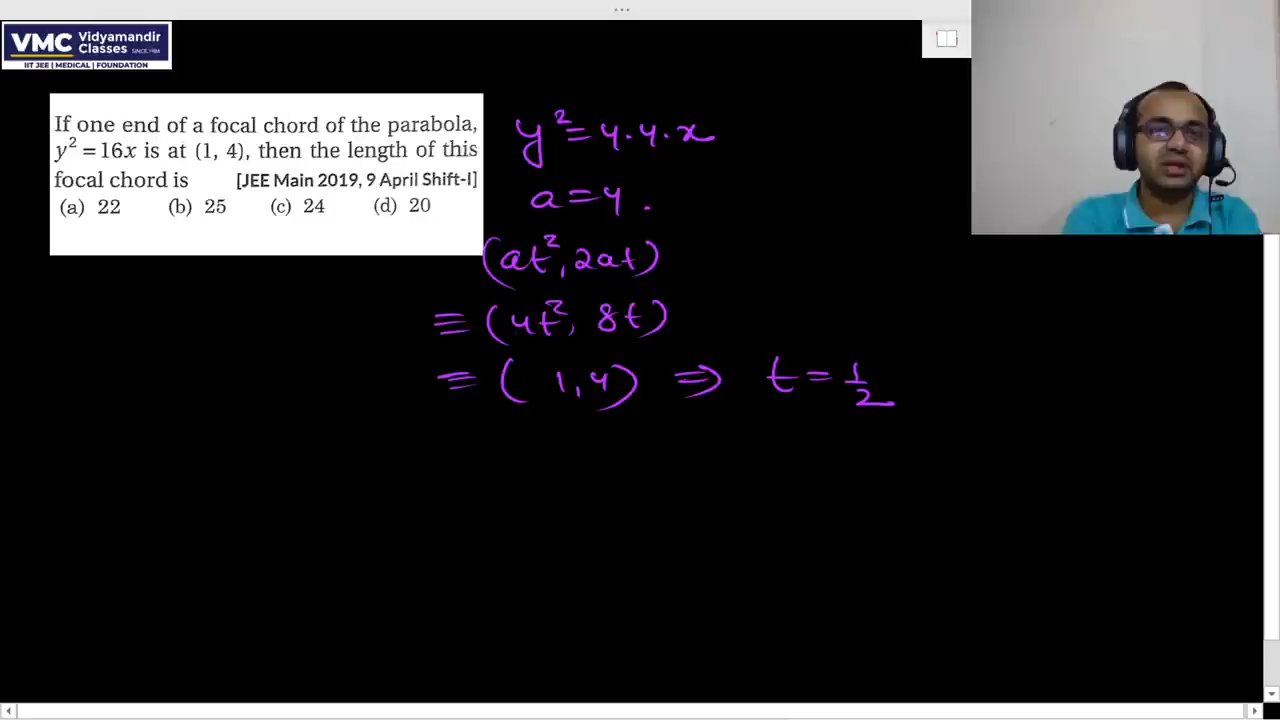 VMC Vidyamandir Classes
SINCE 1986
IIT JEE | MEDICAL | FOUNDATION
If one end of a focal chord of the parabola,
y² = 16x is at (1, 4), then the length of this
focal chord is [JEE Main 2019, 9 April Shift-I]
(a) 22 (b) 25 (c) 24 (d) 20
y² = 4·4·x
a = 4.
(at², 2at)
≡ (4t², 8t)
≡ (1, 4) ⇒ t = 1/2